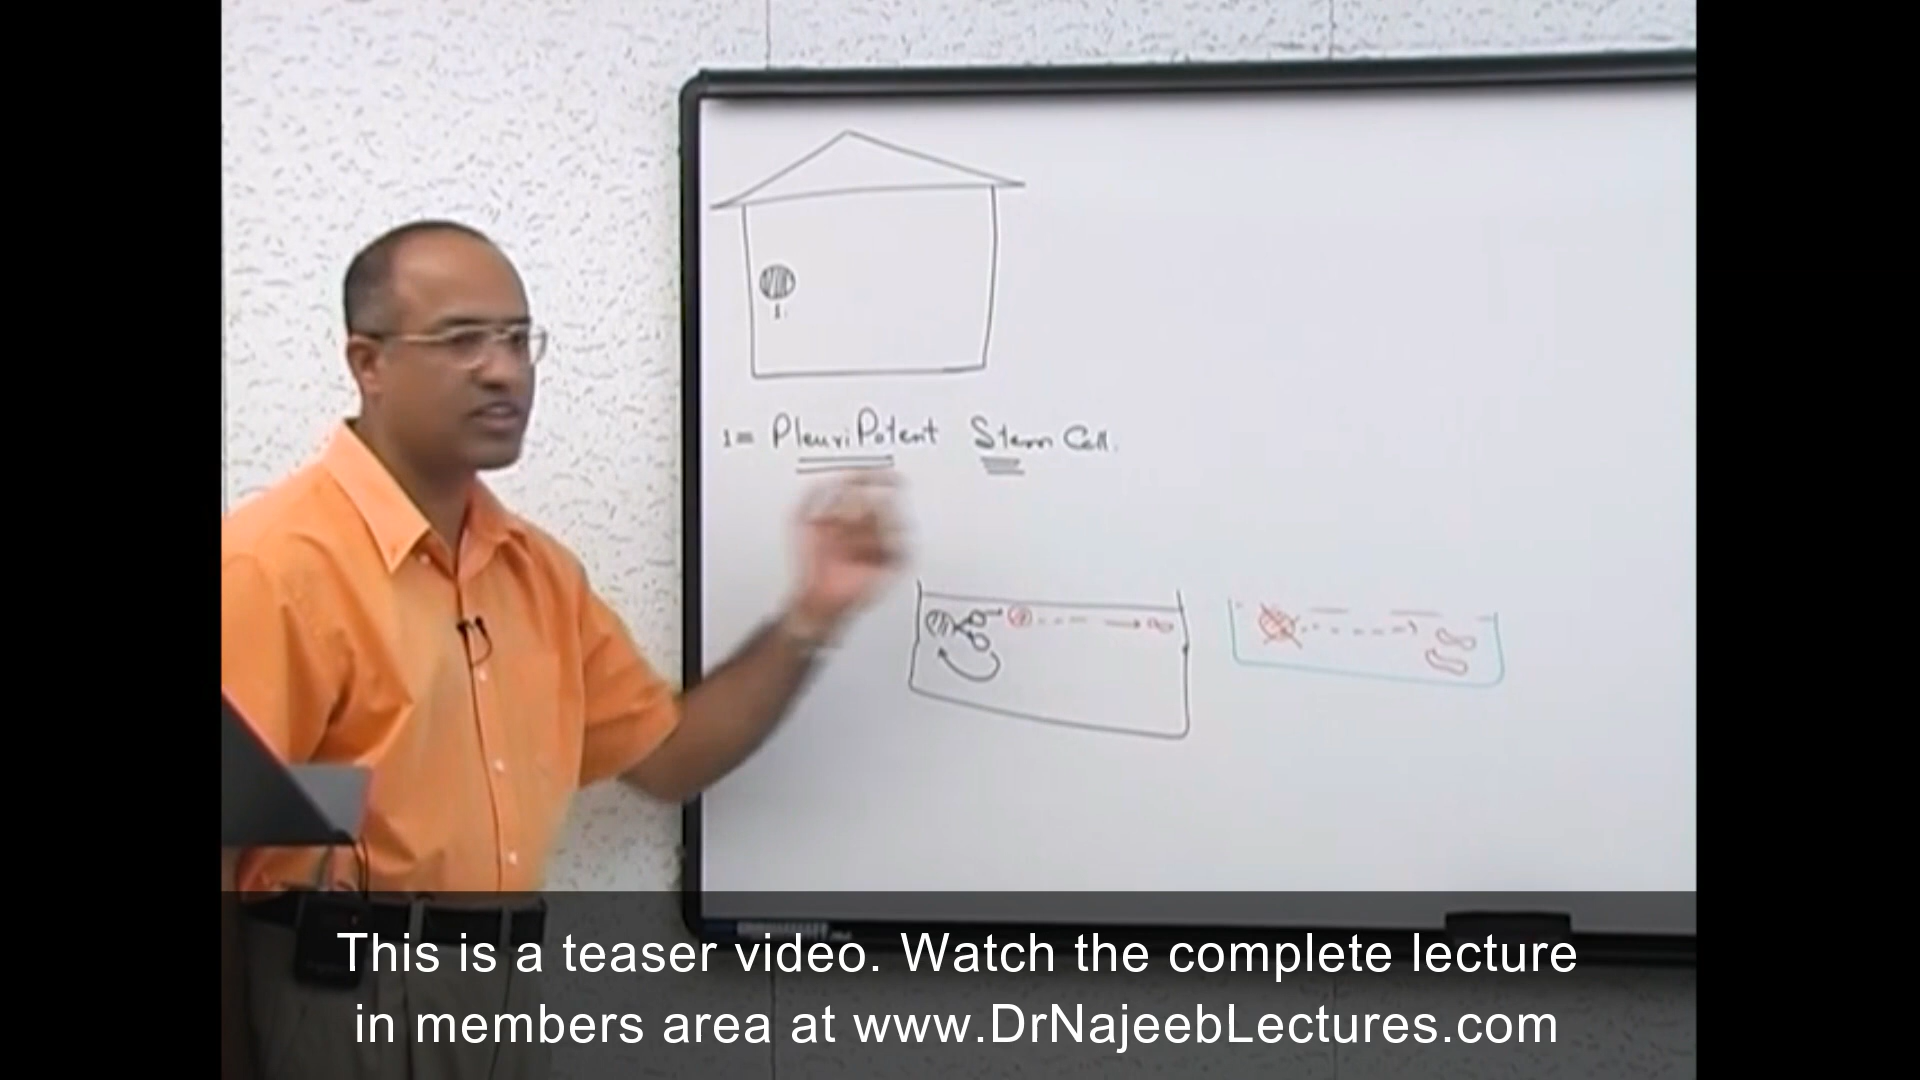 1.
1= PleuriPotent Stem Cell.
This is a teaser video. Watch the complete lecture
in members area at www.DrNajeebLectures.com